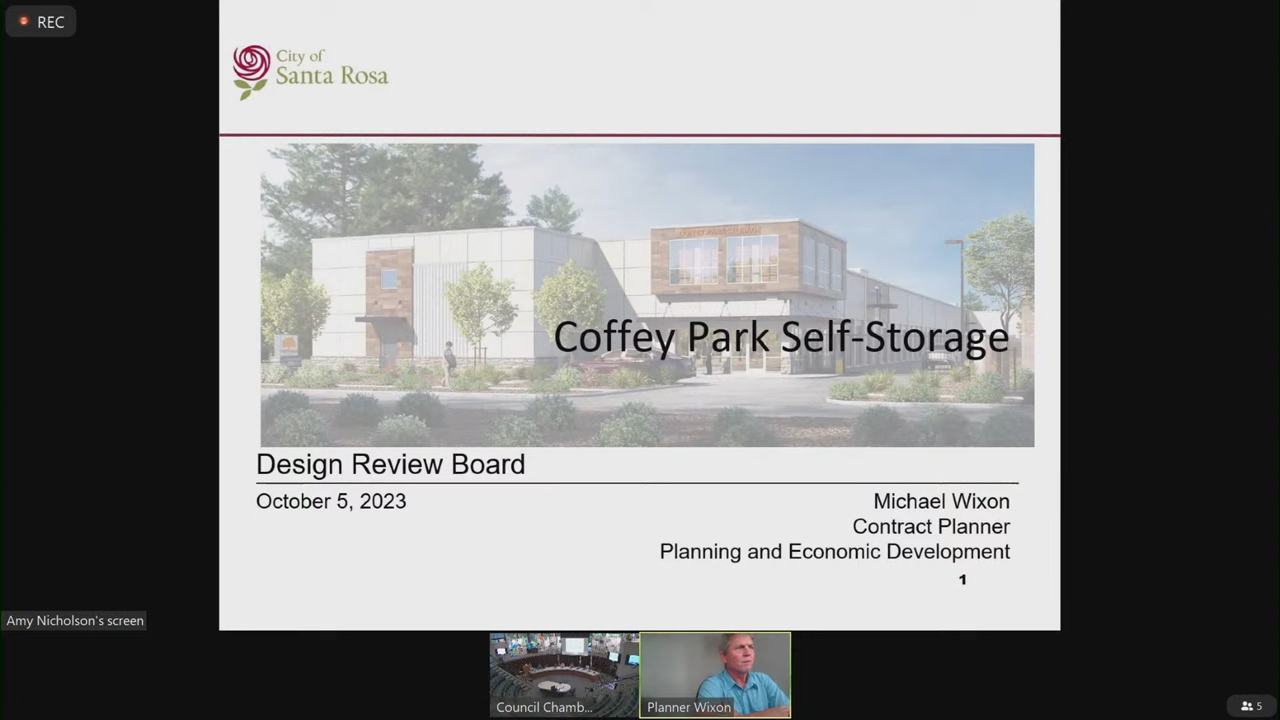 REC
City of
Santa Rosa
Coffey Park Self-Storage
Design Review Board
October 5, 2023
Michael Wixon
Contract Planner
Planning and Economic Development
1
Amy Nicholson's screen
Council Chamb...
Planner Wixon
5